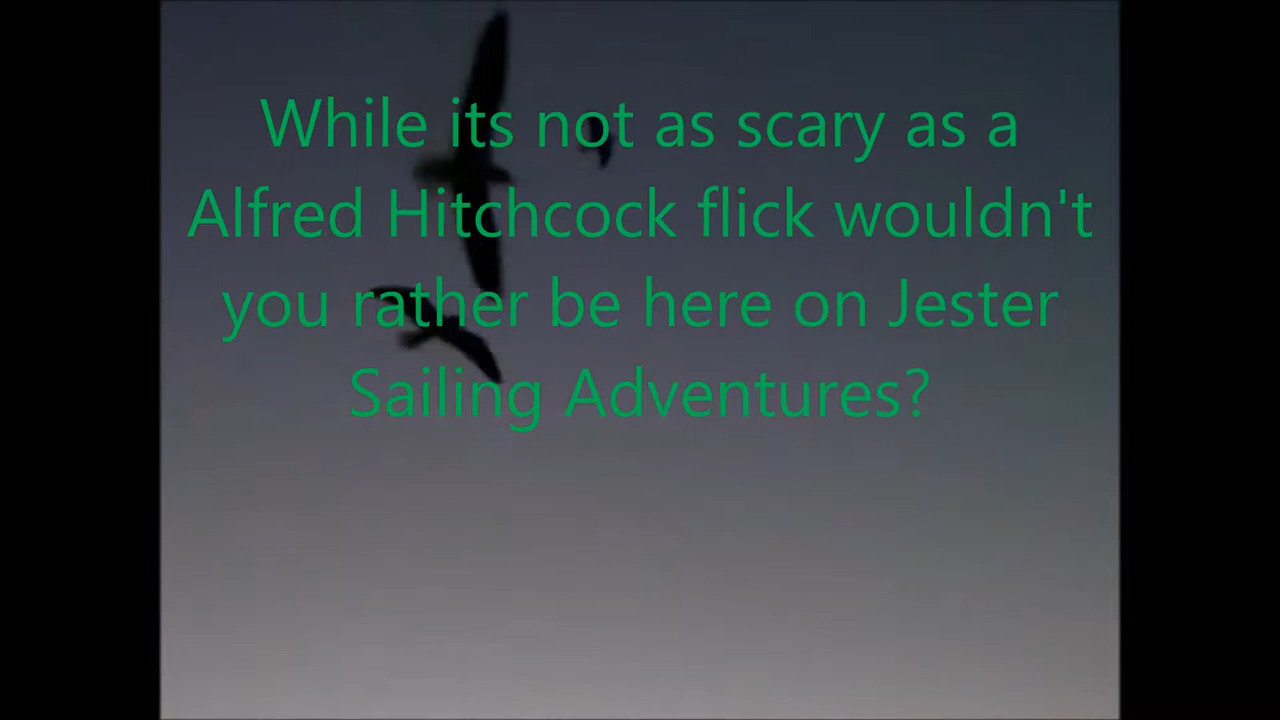 While its not as scary as a
Alfred Hitchcock flick wouldn't
you rather be here on Jester
Sailing Adventures?